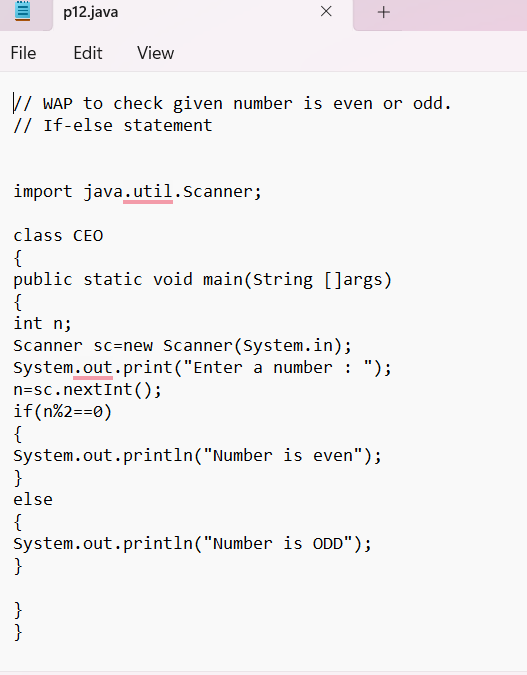 p12.java
File Edit View
// WAP to check given number is even or odd.
// If-else statement
import java.util.Scanner;
class CEO
{
public static void main(String []args)
{
int n;
Scanner sc=new Scanner(System.in);
System.out.print("Enter a number : ");
n=sc.nextInt();
if(n%2==0)
{
System.out.println("Number is even");
}
else
{
System.out.println("Number is ODD");
}
}
}